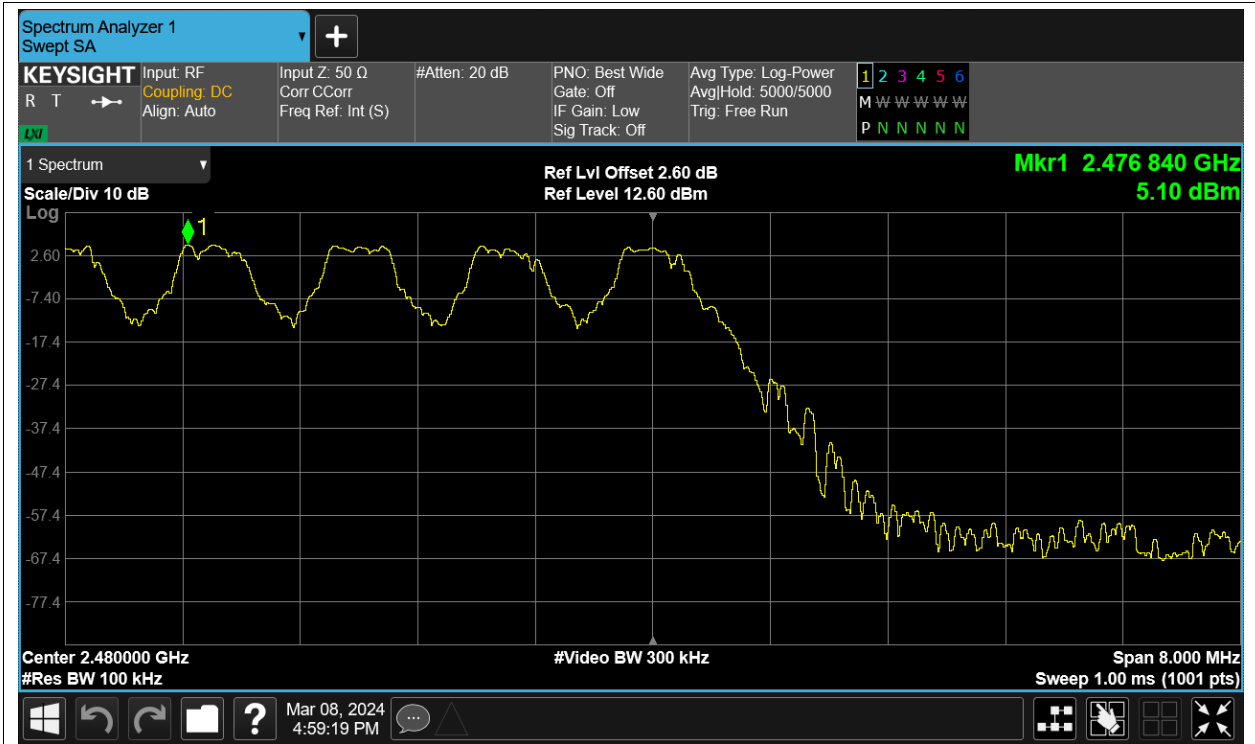 Spectrum Analyzer 1
Swept SA
KEYSIGHT
R T
LXI
Input: RF
Coupling: DC
Align: Auto
Input Z: 50 Ω
Corr CCorr
Freq Ref: Int (S)
#Atten: 20 dB
PNO: Best Wide
Gate: Off
IF Gain: Low
Sig Track: Off
Avg Type: Log-Power
Avg|Hold: 5000/5000
Trig: Free Run
1 2 3 4 5 6
M W W W W W
P N N N N N
1 Spectrum
Scale/Div 10 dB
Log
Ref Lvl Offset 2.60 dB
Ref Level 12.60 dBm
Mkr1 2.476 840 GHz
5.10 dBm
1
2.60
-7.40
-17.4
-27.4
-37.4
-47.4
-57.4
-67.4
-77.4
Center 2.480000 GHz
#Video BW 300 kHz
Span 8.000 MHz
#Res BW 100 kHz
Sweep 1.00 ms (1001 pts)
?
Mar 08, 2024
4:59:19 PM